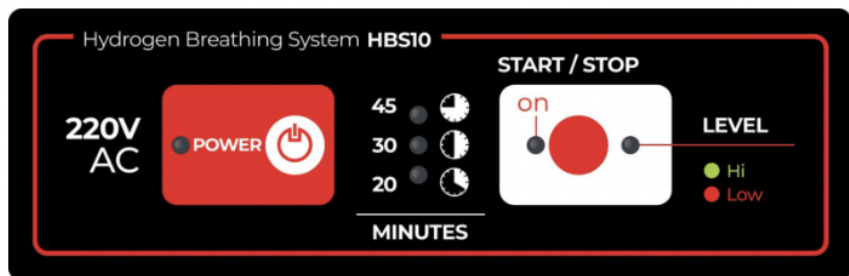 Hydrogen Breathing System HBS10
220V
AC
POWER
45
30
20
MINUTES
START / STOP
on
LEVEL
Hi
Low